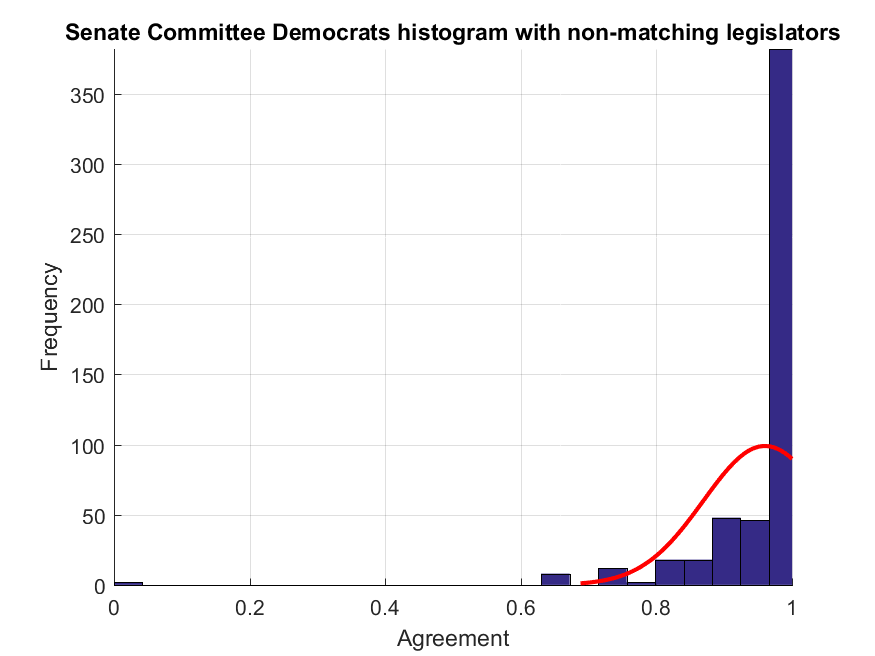 Senate Committee Democrats histogram with non-matching legislators
350
300
250
200
150
100
50
0
Frequency
0 0.2 0.4 0.6 0.8 1
Agreement